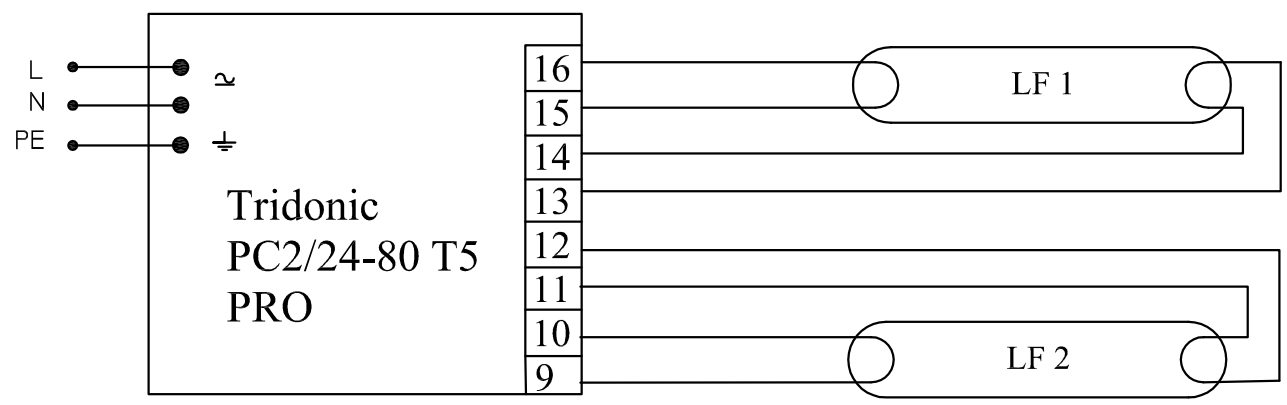 L
N
PE
Tridonic
PC2/24-80 T5
PRO
16
15
14
13
12
11
10
9
LF 1
LF 2